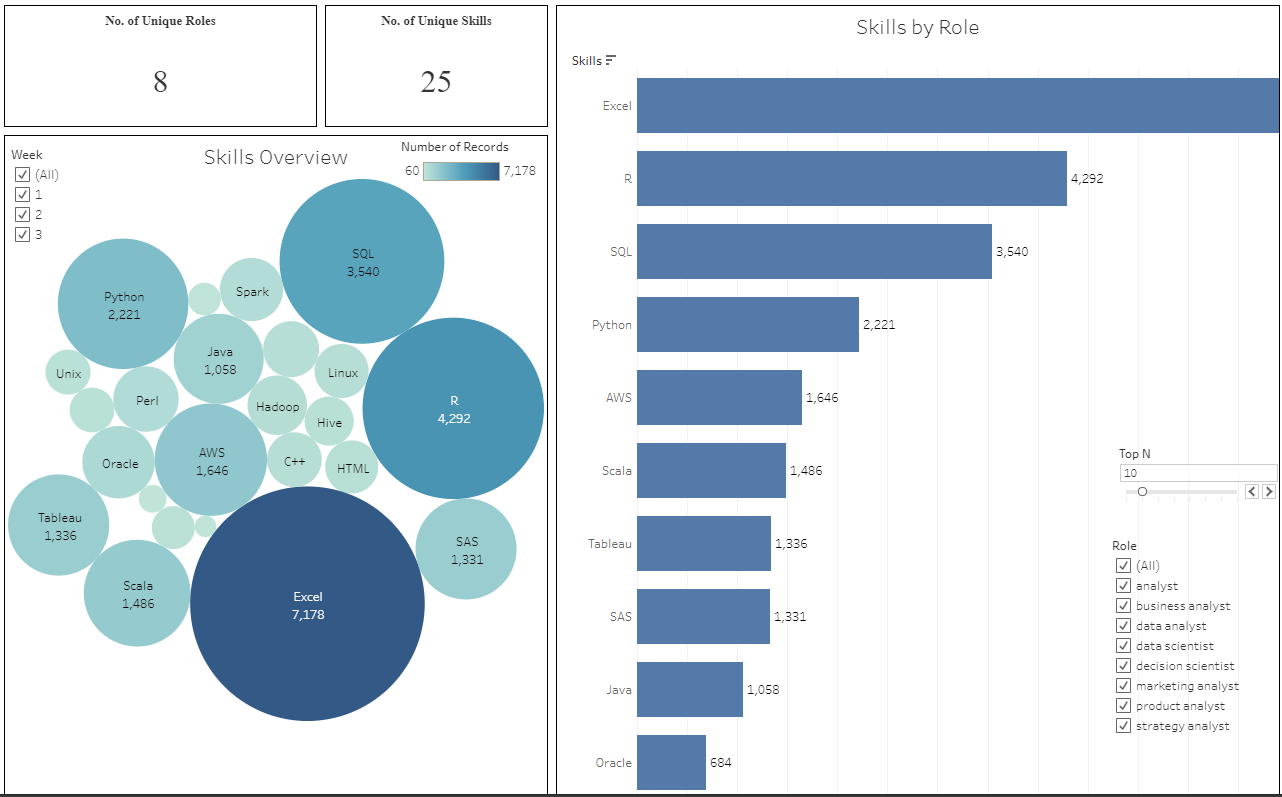 No. of Unique Roles
8
No. of Unique Skills
25
Week
(All)
1
2
3
Skills Overview
Number of Records
60
7,178
SQL
3,540
Python
2,221
Spark
Java
1,058
Unix
Linux
Perl
R
4,292
Hadoop
Hive
AWS
1,646
Oracle
C++
HTML
Tableau
1,336
SAS
1,331
Scala
1,486
Excel
7,178
Skills by Role
Skills
Excel
R
4,292
SQL
3,540
Python
2,221
AWS
1,646
Scala
1,486
Tableau
1,336
SAS
1,331
Java
1,058
Oracle
684
Top N
10
Role
(All)
analyst
business analyst
data analyst
data scientist
decision scientist
marketing analyst
product analyst
strategy analyst